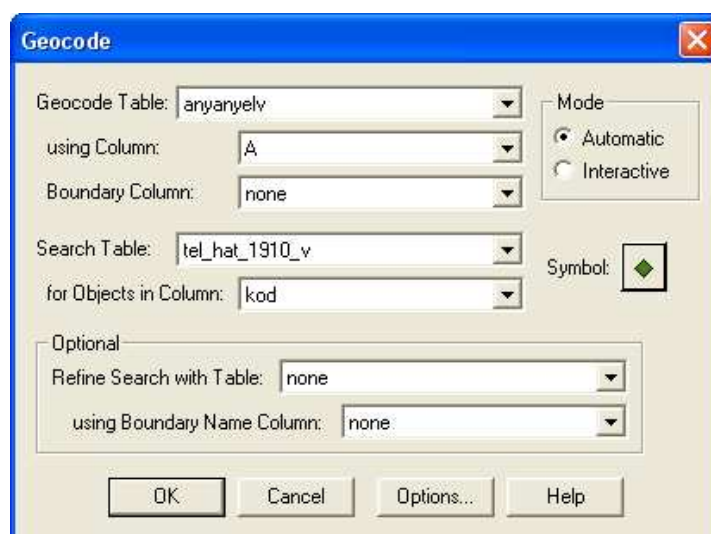 Geocode
Geocode Table: anyanyelv
using Column: A
Boundary Column: none
Mode
Automatic
Interactive
Search Table: tel_hat_1910_v
for Objects in Column: kod
Symbol:
Optional
Refine Search with Table: none
using Boundary Name Column: none
OK Cancel Options... Help